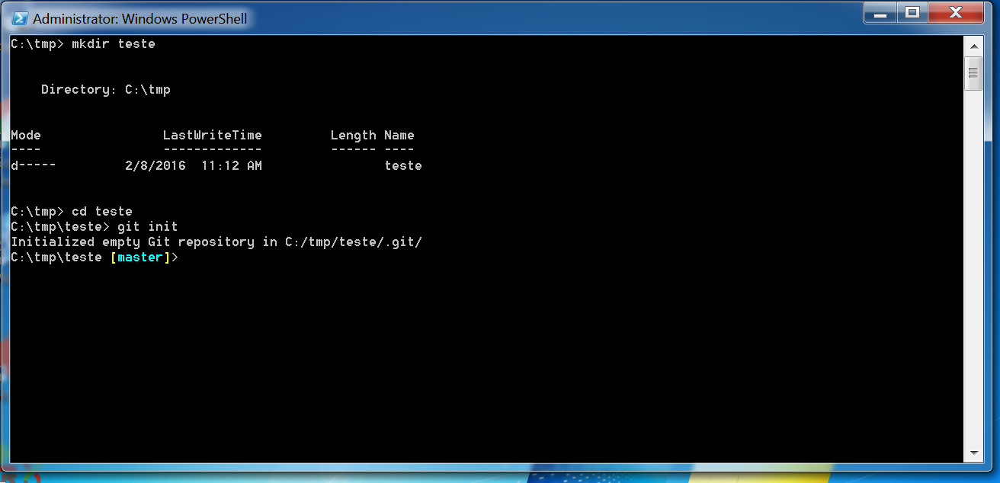 Administrator: Windows PowerShell
C:\tmp> mkdir teste
    Directory: C:\tmp
Mode                LastWriteTime         Length Name
----                -------------         ------ ----
d-----         2/8/2016  11:12 AM                teste
C:\tmp> cd teste
C:\tmp\teste> git init
Initialized empty Git repository in C:/tmp/teste/.git/
C:\tmp\teste [master]>